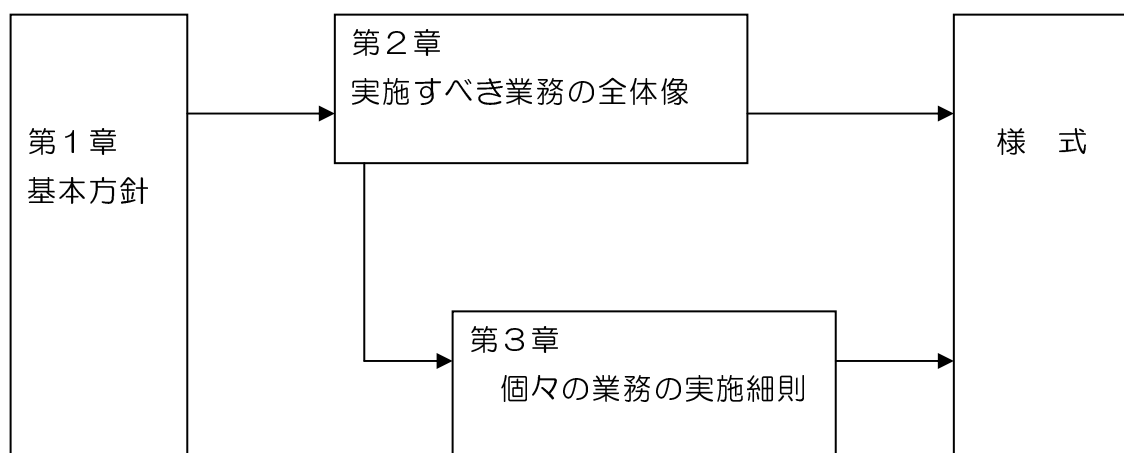 第１章
基本方針
第２章
実施すべき業務の全体像
第３章
個々の業務の実施細則
様　式